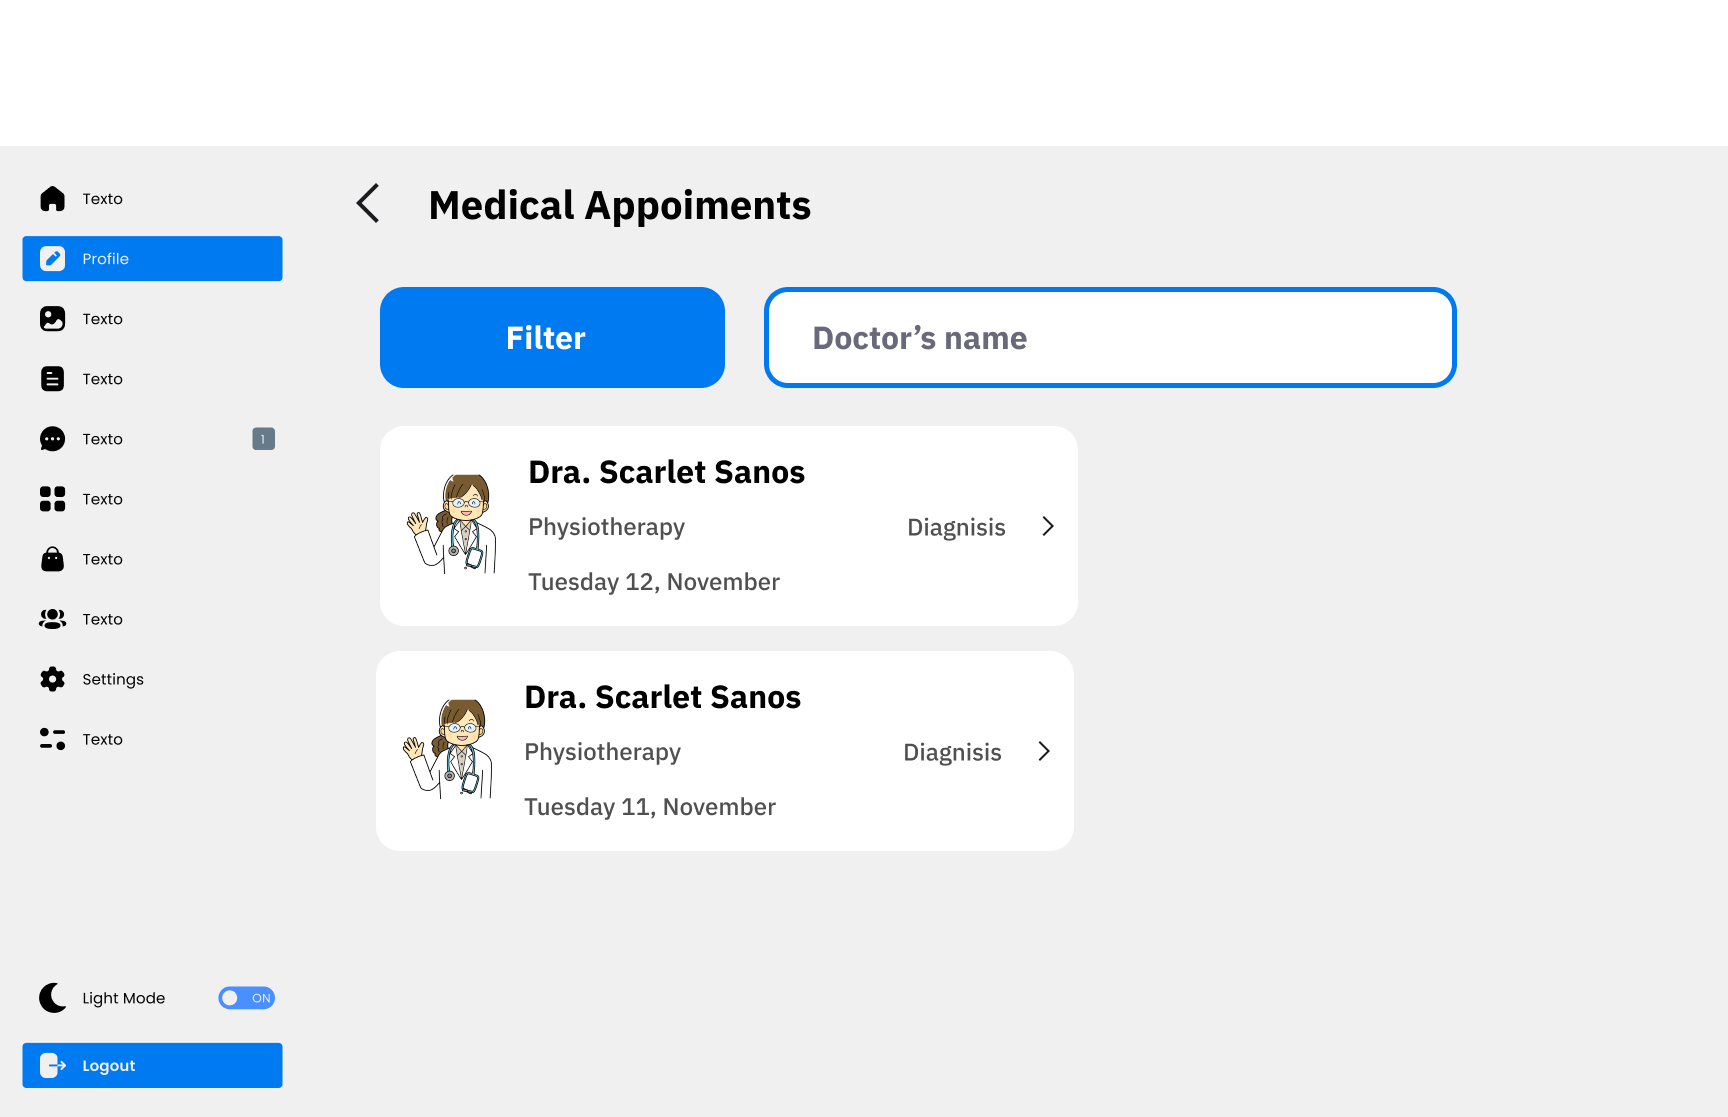 Texto
Profile
Texto
Texto
Texto 1
Texto
Texto
Texto
Settings
Texto
Light Mode ON
Logout
Medical Appoiments
Filter
Doctor’s name
Dra. Scarlet Sanos
Physiotherapy Diagnisis
Tuesday 12, November
Dra. Scarlet Sanos
Physiotherapy Diagnisis
Tuesday 11, November